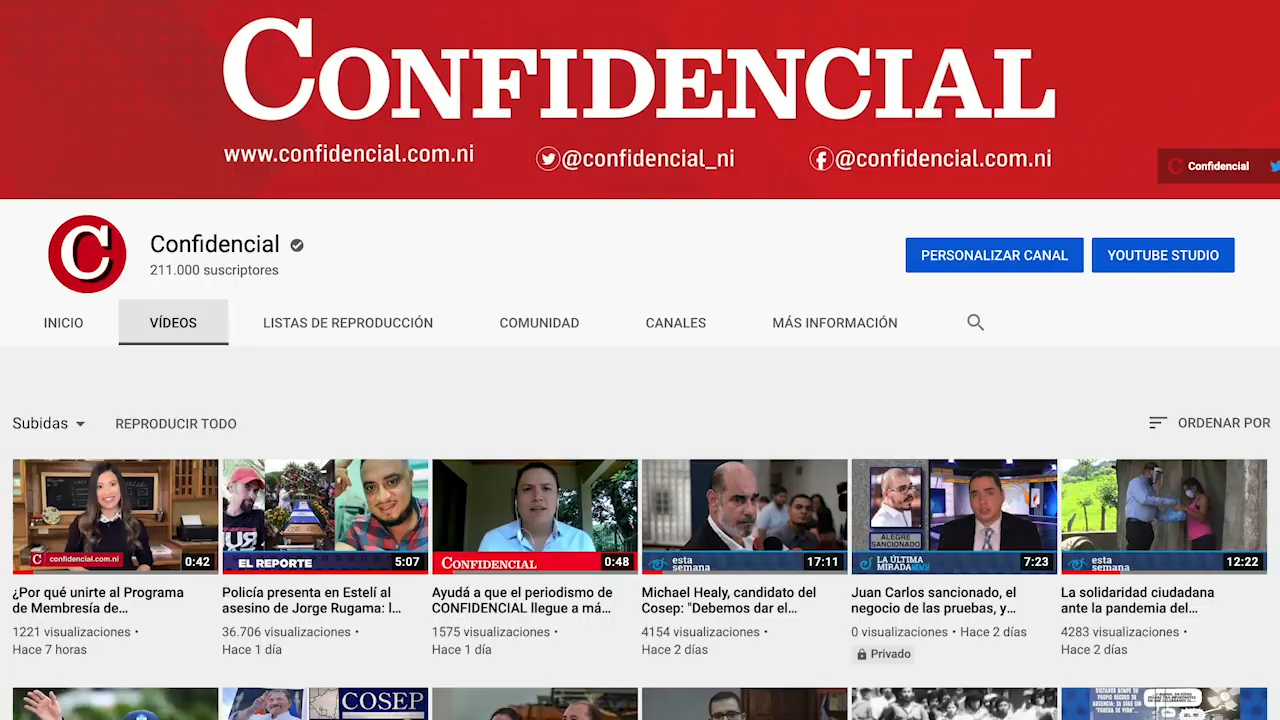 CONFIDENCIAL
www.confidencial.com.ni
@confidencial_ni
@confidencial.com.ni
Confidencial
C
Confidencial
211.000 suscriptores
PERSONALIZAR CANAL
YOUTUBE STUDIO
INICIO
VÍDEOS
LISTAS DE REPRODUCCIÓN
COMUNIDAD
CANALES
MÁS INFORMACIÓN
Subidas
REPRODUCIR TODO
ORDENAR POR
C confidencial.com.ni
0:42
EL REPORTE
5:07
CONFIDENCIAL
0:48
esta
semana
17:11
ALEGRE
SANCIONADO
LA ÚLTIMA
MIRADA
7:23
esta
semana
12:22
¿Por qué unirte al Programa
de Membresía de...
1221 visualizaciones •
Hace 7 horas
Policía presenta en Estelí al
asesino de Jorge Rugama: l...
36.706 visualizaciones •
Hace 1 día
Ayudá a que el periodismo de
CONFIDENCIAL llegue a má...
1575 visualizaciones •
Hace 1 día
Michael Healy, candidato del
Cosep: "Debemos dar el...
4154 visualizaciones •
Hace 2 días
Juan Carlos sancionado, el
negocio de las pruebas, y...
0 visualizaciones • Hace 2 días
Privado
La solidaridad ciudadana
ante la pandemia del...
4283 visualizaciones •
Hace 2 días
COSEP